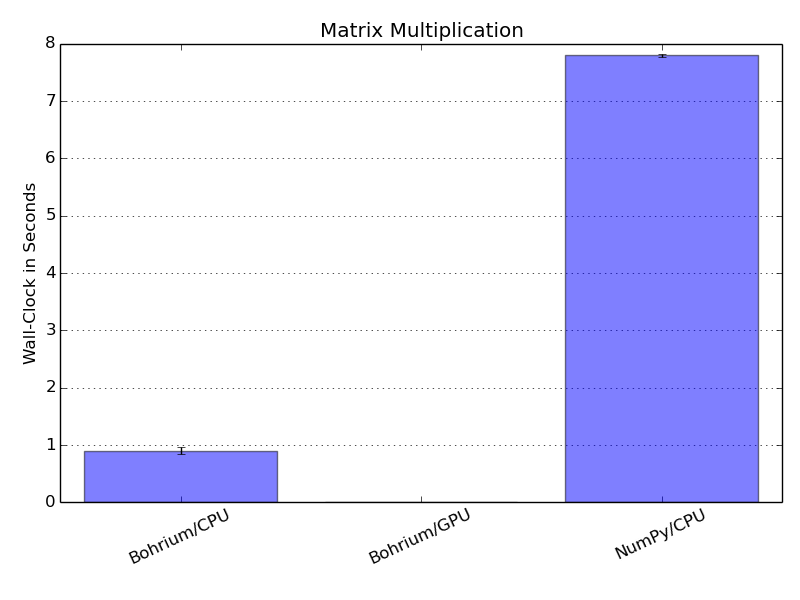 Matrix Multiplication
8
7
6
5
4
3
2
1
0
Wall-Clock in Seconds
Bohrium/CPU
Bohrium/GPU
NumPy/CPU